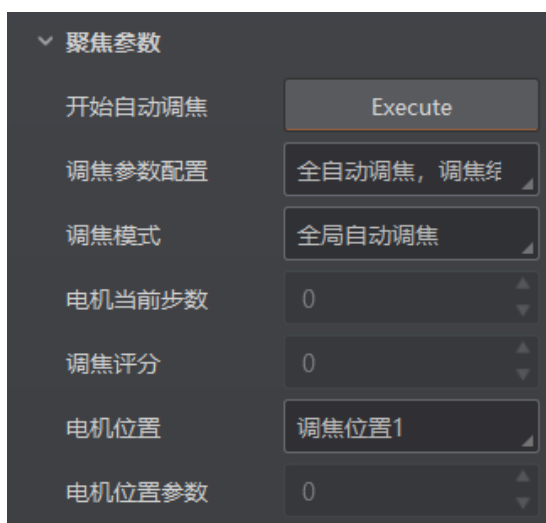 聚焦参数
开始自动调焦 Execute
调焦参数配置 全自动调焦，调焦结
调焦模式 全局自动调焦
电机当前步数 0
调焦评分 0
电机位置 调焦位置1
电机位置参数 0